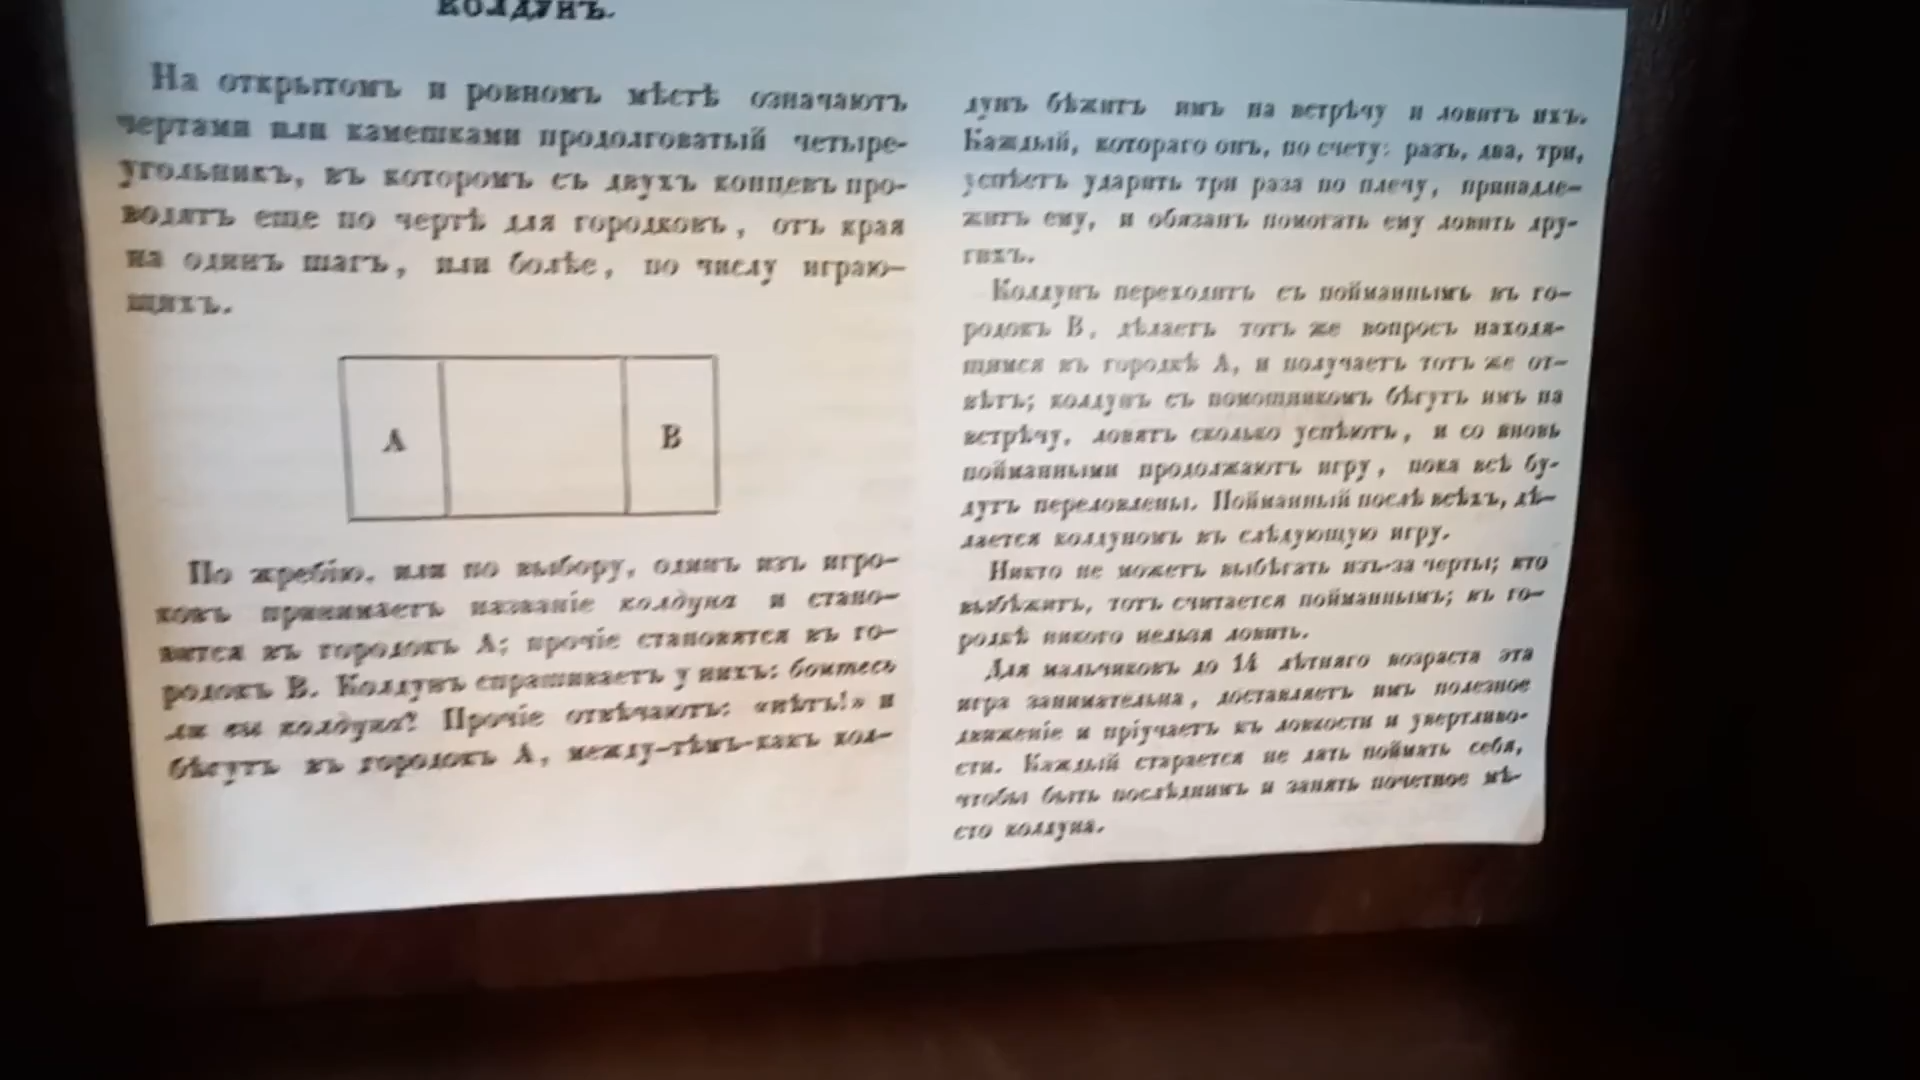 КОЛДУНЪ.
На открытомъ и ровномъ мѣстѣ означаютъ
чертами или камешками продолговатый четыре-
угольникъ, въ которомъ съ двухъ концевъ про-
водятъ еще по чертѣ для городковъ, отъ края
на одинъ шагъ, или болѣе, по числу играю-
щихъ.
A
B
По жребію, или по выбору, одинъ изъ игро-
ковъ принимаетъ названіе колдуна и стано-
вится въ городокъ A; прочіе становятся въ го-
родокъ B. Колдунъ спрашиваетъ у нихъ: боитесь
ли вы колдуна? Прочіе отвѣчаютъ: «нѣтъ!» и
бѣгутъ въ городокъ A, между-тѣмъ-какъ кол-
дунъ бѣжитъ имъ на встрѣчу и ловитъ ихъ.
Каждый, котораго онъ, по счету: разъ, два, три,
успѣетъ ударить три раза по плечу, принадле-
житъ ему, и обязанъ помогать ему ловить дру-
гихъ.
Колдунъ переходитъ съ пойманнымъ въ го-
родокъ B, дѣлаетъ тотъ же вопросъ находя-
щимся въ городкѣ A, и получаетъ тотъ же от-
вѣтъ; колдунъ съ помощникомъ бѣгутъ имъ на
встрѣчу, ловятъ сколько успѣютъ, и со вновь
пойманными продолжаютъ игру, пока всѣ бу-
дутъ переловлены. Пойманный послѣ всѣхъ, дѣ-
лается колдуномъ въ слѣдующую игру.
Никто не можетъ выбѣгать изъ-за черты; кто
выбѣжитъ, тотъ считается пойманнымъ; въ го-
родкѣ никого нельзя ловить.
Для мальчиковъ до 14 лѣтняго возраста эта
игра занимательна, доставляетъ имъ полезное
движеніе и пріучаетъ къ ловкости и увертливо-
сти. Каждый старается не дать поймать себя,
чтобы быть послѣднимъ и занять почетное мѣ-
сто колдуна.